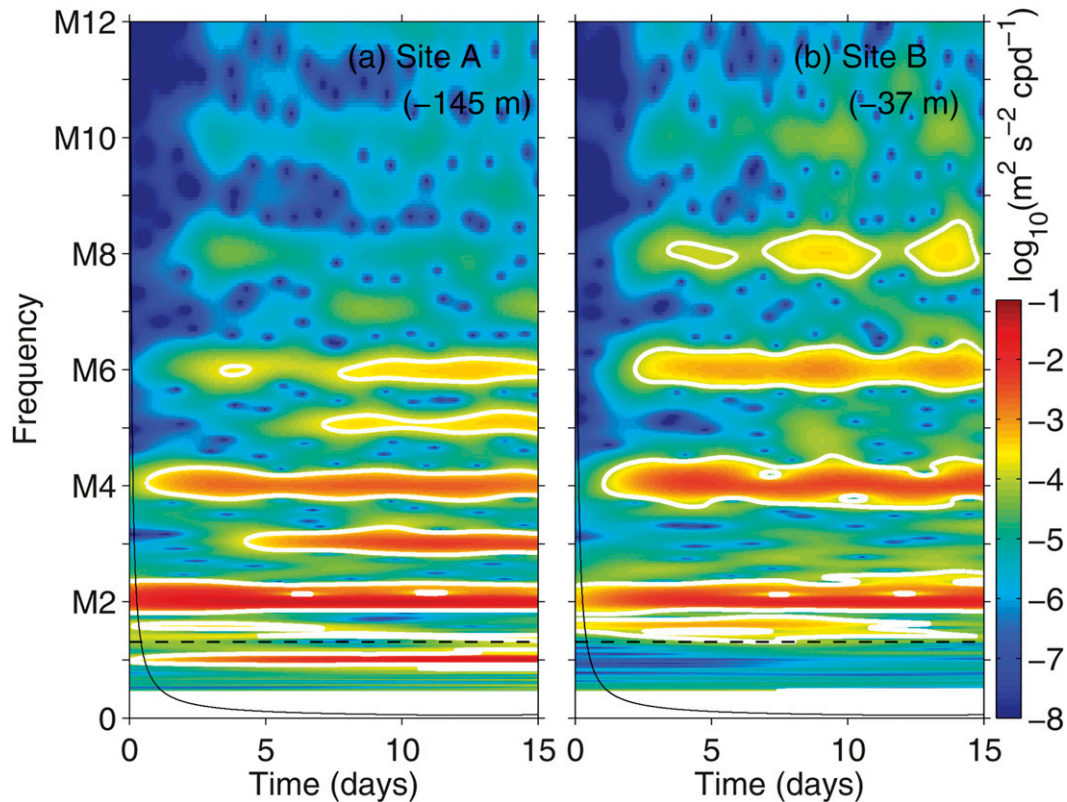 M12
M10
M8
M6
M4
M2
0
Frequency
(a) Site A
(−145 m)
0
5
10
15
Time (days)
(b) Site B
(−37 m)
0
5
10
15
Time (days)
log10(m² s⁻² cpd⁻¹)
−1
−2
−3
−4
−5
−6
−7
−8